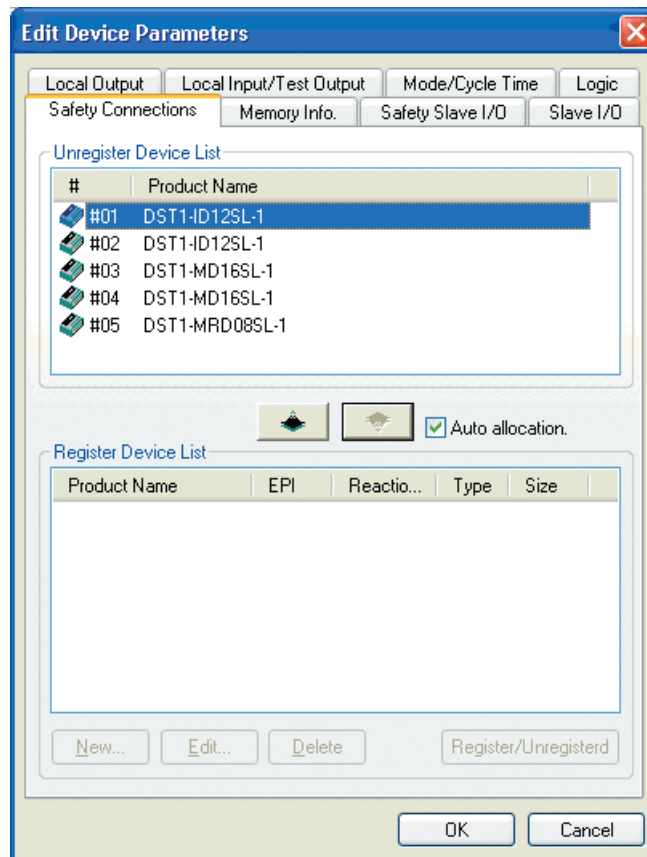 Edit Device Parameters
Local Output Local Input/Test Output Mode/Cycle Time Logic
Safety Connections Memory Info. Safety Slave I/O Slave I/O
Unregister Device List
# Product Name
#01 DST1-ID12SL-1
#02 DST1-ID12SL-1
#03 DST1-MD16SL-1
#04 DST1-MD16SL-1
#05 DST1-MRD08SL-1
Auto allocation.
Register Device List
Product Name EPI Reactio... Type Size
New... Edit... Delete Register/Unregisterd
OK Cancel